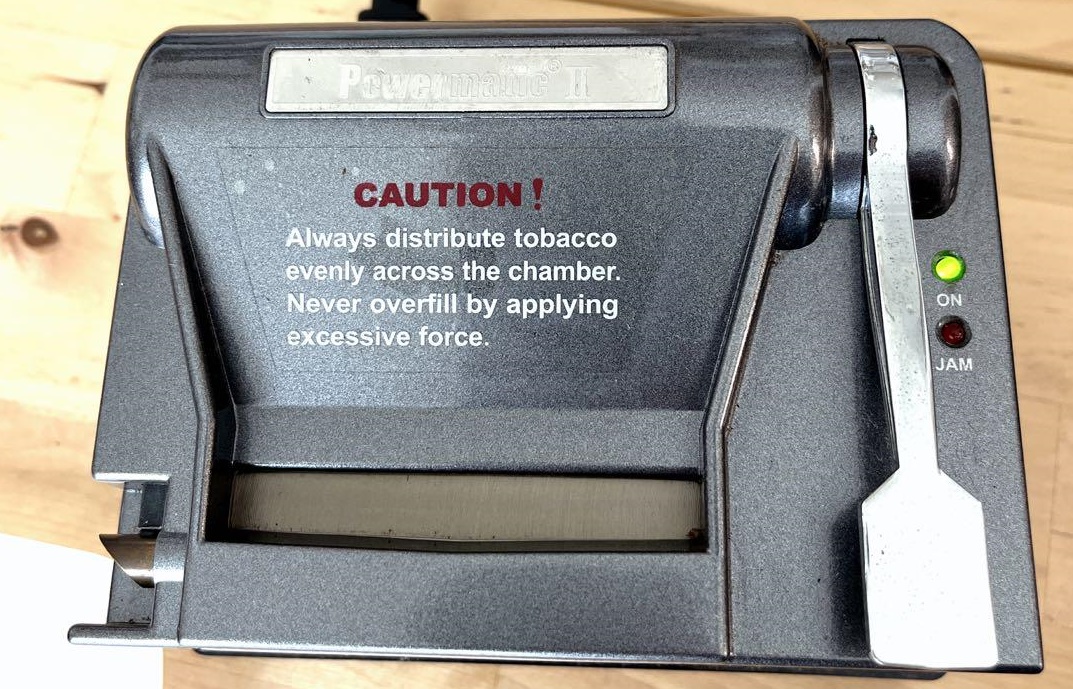 Powermatic® II
CAUTION!
Always distribute tobacco
evenly across the chamber.
Never overfill by applying
excessive force.
ON
JAM